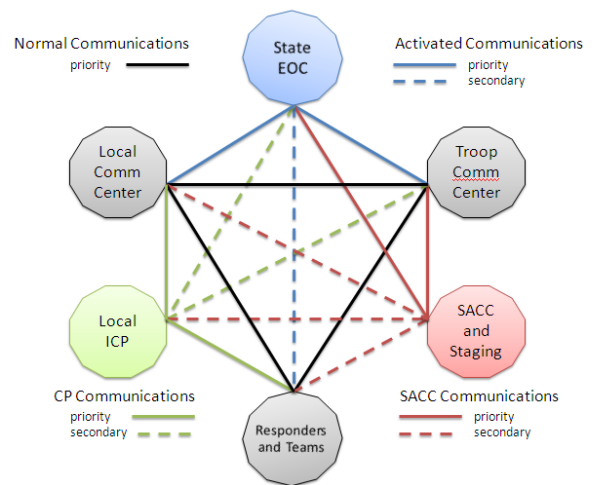 Normal Communications
priority
State
EOC
Activated Communications
priority
secondary
Local
Comm
Center
Troop
Comm
Center
Local
ICP
SACC
and
Staging
CP Communications
priority
secondary
Responders
and Teams
SACC Communications
priority
secondary